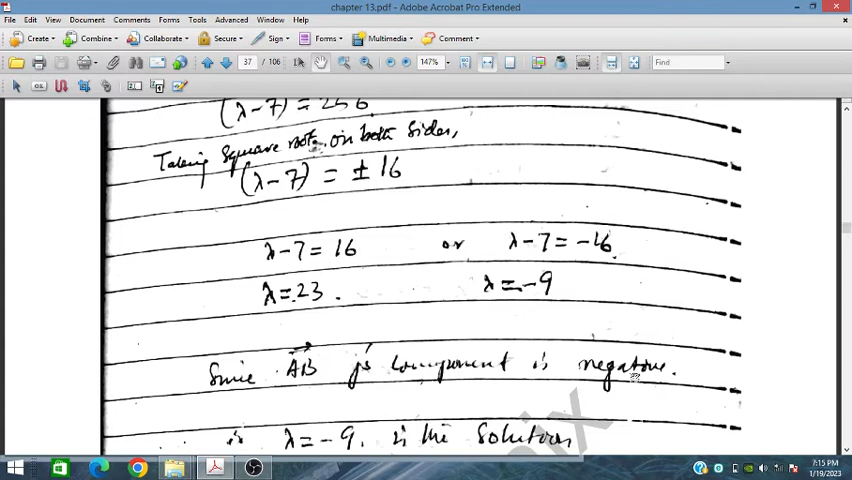 chapter 13.pdf - Adobe Acrobat Pro Extended
File Edit View Document Comments Forms Tools Advanced Window Help
Create Combine Collaborate Secure Sign Forms Multimedia Comment
37 / 106 147% Find
(λ-7) = 256
Taking Square root on both Sides,
(λ-7) = ± 16
λ-7 = 16 or λ-7 = -16.
λ = 23. λ = -9
Since AB component is negative.
λ = -9. is the Solution
7:15 PM
1/19/2023